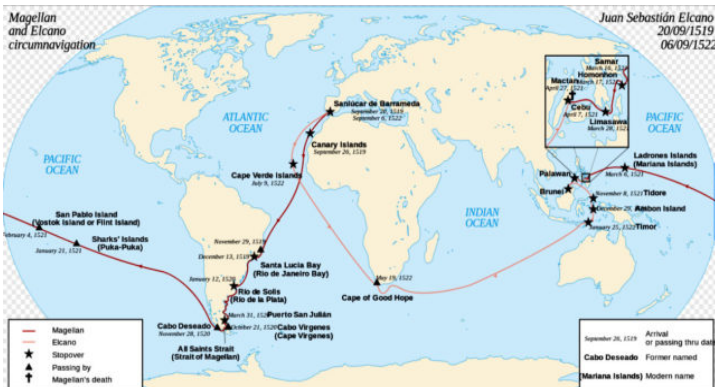 Magellan
and Elcano
circumnavigation
Juan Sebastián Elcano
20/09/1519
06/09/1522
Samar
March 16, 1521
Homonhon
March 17, 1521
Mactan
April 27, 1521
Cebu
April 7, 1521
Limasawa
March 28, 1521
Sanlúcar de Barrameda
September 20, 1519
September 6, 1522
ATLANTIC
OCEAN
PACIFIC
OCEAN
Canary Islands
September 26, 1519
Ladrones Islands
(Mariana Islands)
March 6, 1521
PACIFIC
OCEAN
Cape Verde Islands
July 9, 1522
Palawan
Brunei
November 8, 1521
Tidore
INDIAN
OCEAN
Ambon Island
San Pablo Island
(Vostok Island or Flint Island)
February 4, 1521
January 25, 1522
Timor
Sharks' Islands
(Puka-Puka)
January 21, 1521
November 29, 1519
December 13, 1519
Santa Lucia Bay
(Rio de Janeiro Bay)
May 19, 1522
Cape of Good Hope
January 12, 1520
Río de Solis
(Río de la Plata)
March 31, 1520
Puerto San Julián
Cabo Deseado
November 28, 1520
October 21, 1520
Cabo Virgenes
(Cape Virgenes)
All Saints Strait
(Strait of Magellan)
Magellan
Elcano
Stopover
Passing by
Magellan's death
September 26, 1519
Arrival
or passing thru date
Cabo Deseado
Former named
(Mariana Islands)
Modern name